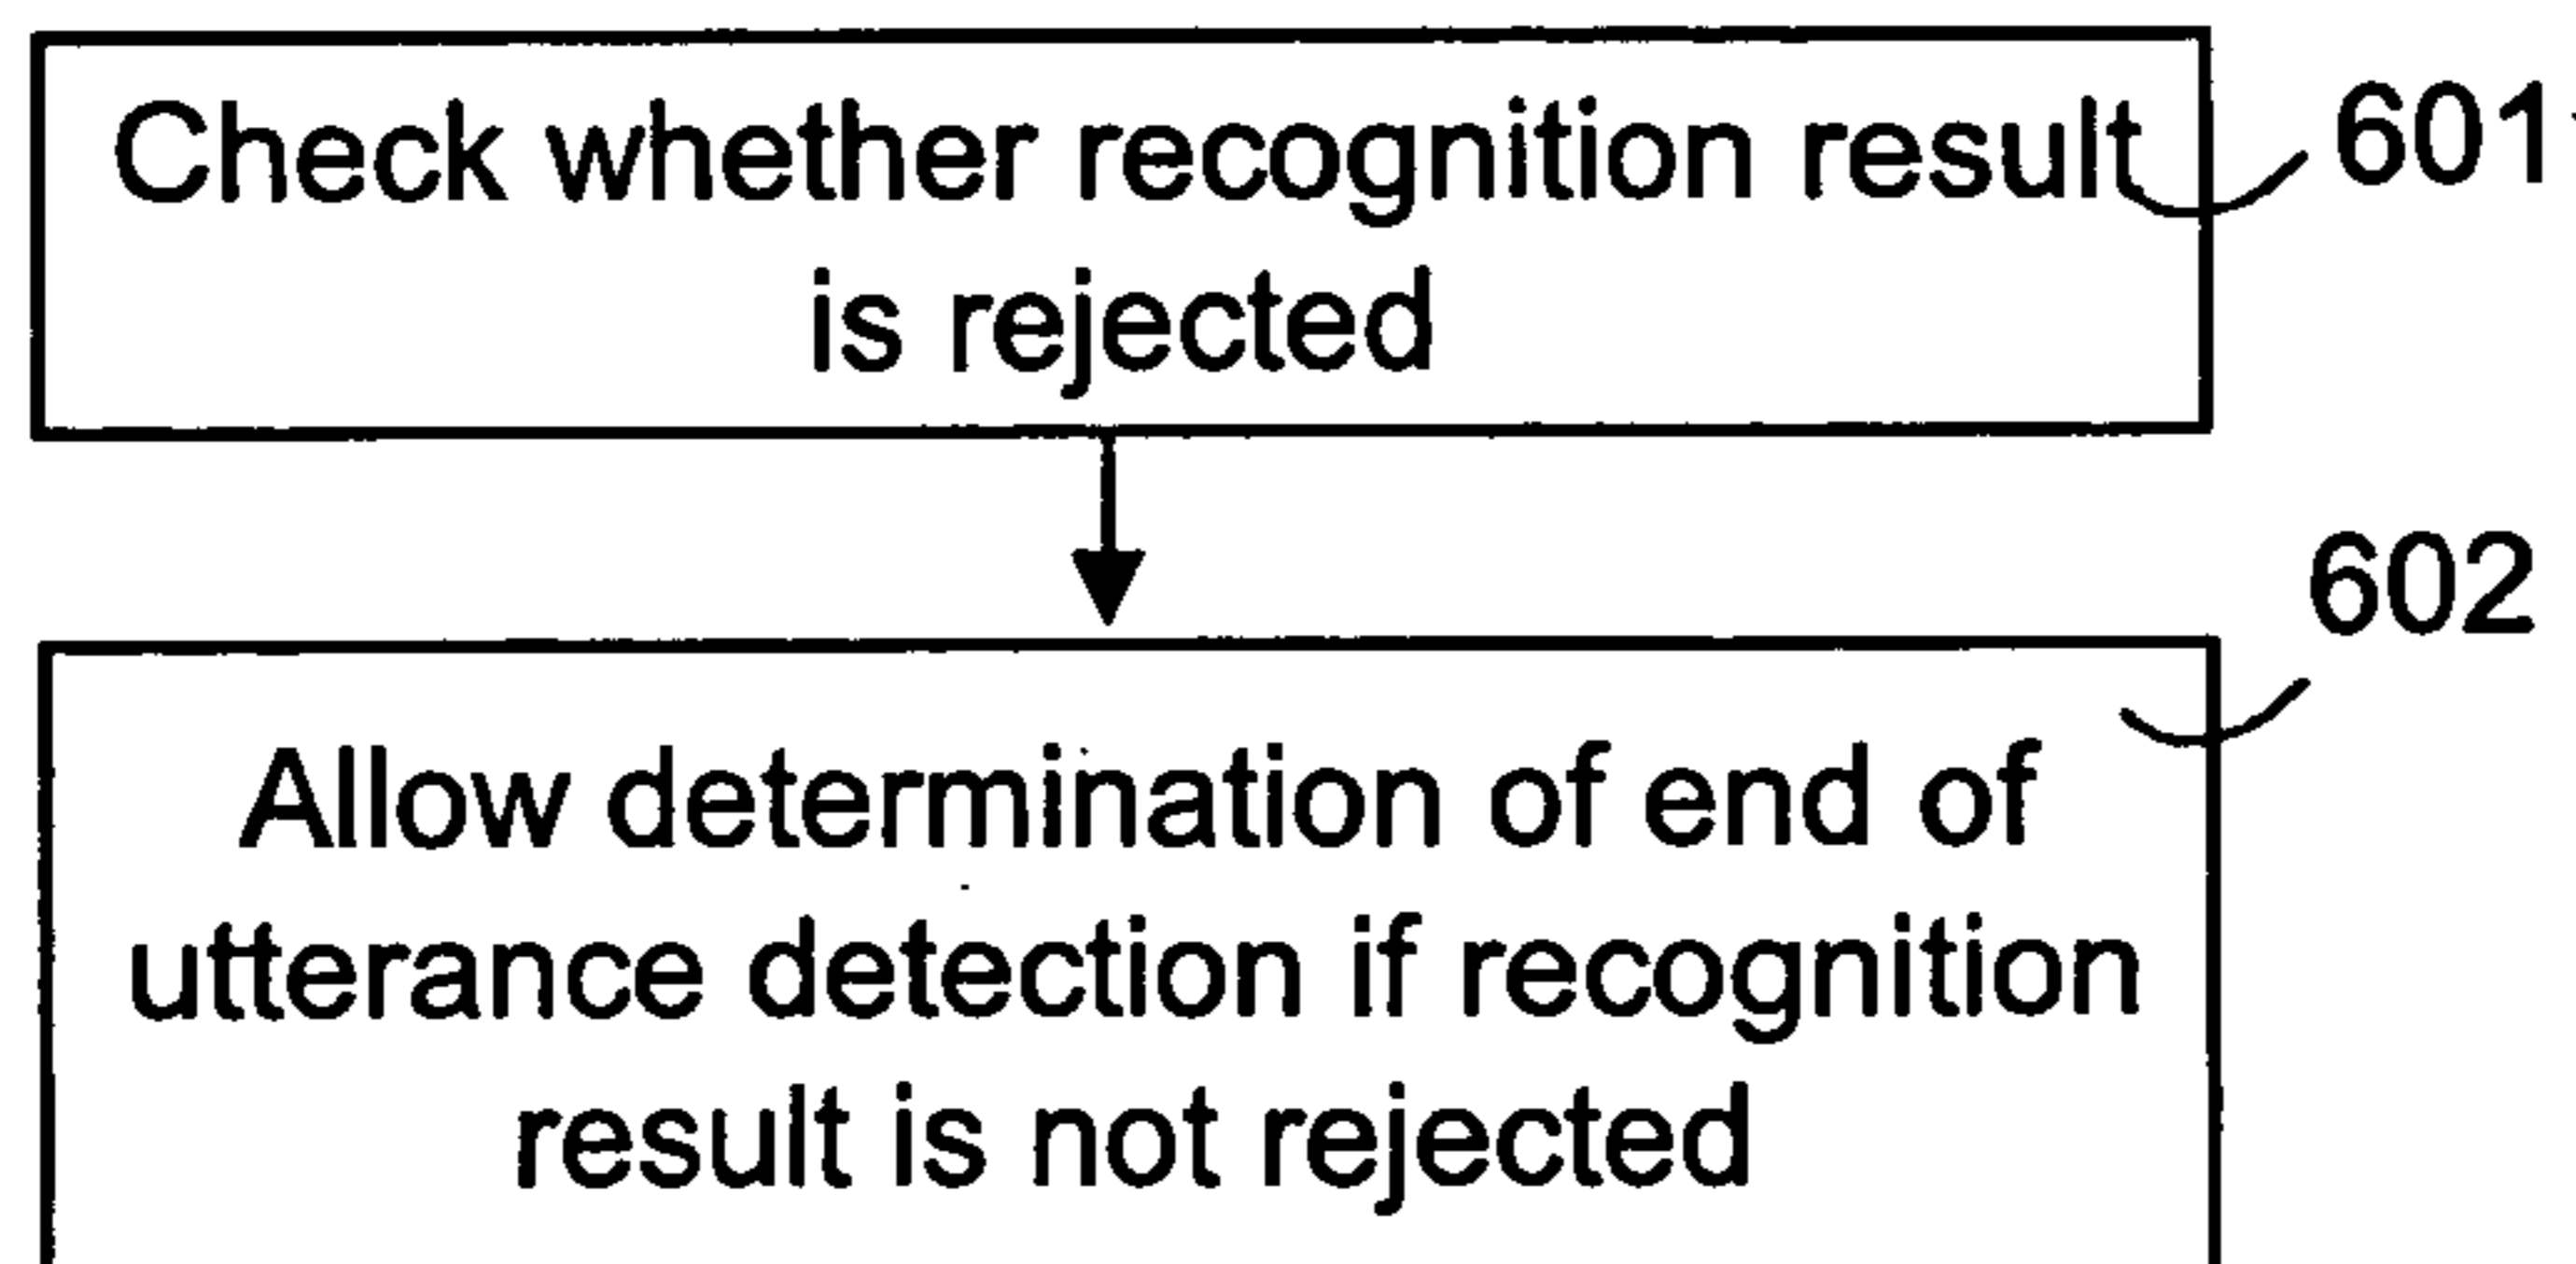 Check whether recognition result
is rejected
601
602
Allow determination of end of
utterance detection if recognition
result is not rejected